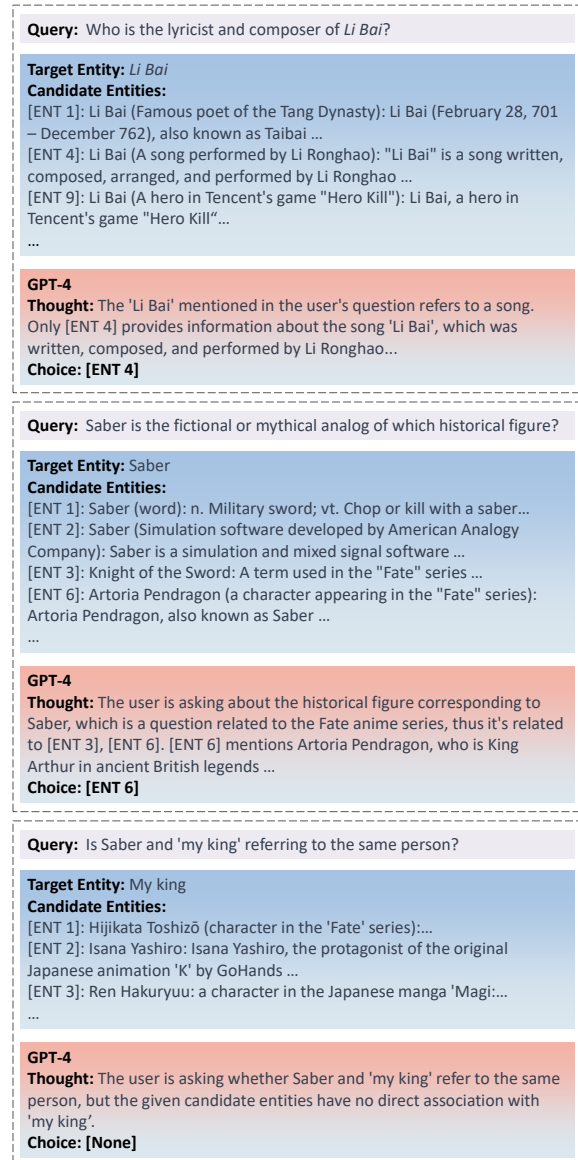 Query: Who is the lyricist and composer of Li Bai?
Target Entity: Li Bai
Candidate Entities:
[ENT 1]: Li Bai (Famous poet of the Tang Dynasty): Li Bai (February 28, 701
– December 762), also known as Taibai ...
[ENT 4]: Li Bai (A song performed by Li Ronghao): "Li Bai" is a song written,
composed, arranged, and performed by Li Ronghao ...
[ENT 9]: Li Bai (A hero in Tencent's game "Hero Kill"): Li Bai, a hero in
Tencent's game "Hero Kill“...
...
GPT-4
Thought: The 'Li Bai' mentioned in the user's question refers to a song.
Only [ENT 4] provides information about the song 'Li Bai', which was
written, composed, and performed by Li Ronghao...
Choice: [ENT 4]
Query: Saber is the fictional or mythical analog of which historical figure?
Target Entity: Saber
Candidate Entities:
[ENT 1]: Saber (word): n. Military sword; vt. Chop or kill with a saber...
[ENT 2]: Saber (Simulation software developed by American Analogy
Company): Saber is a simulation and mixed signal software ...
[ENT 3]: Knight of the Sword: A term used in the "Fate" series ...
[ENT 6]: Artoria Pendragon (a character appearing in the "Fate" series):
Artoria Pendragon, also known as Saber ...
...
GPT-4
Thought: The user is asking about the historical figure corresponding to
Saber, which is a question related to the Fate anime series, thus it's related
to [ENT 3], [ENT 6]. [ENT 6] mentions Artoria Pendragon, who is King
Arthur in ancient British legends ...
Choice: [ENT 6]
Query: Is Saber and 'my king' referring to the same person?
Target Entity: My king
Candidate Entities:
[ENT 1]: Hijikata Toshizō (character in the 'Fate' series):...
[ENT 2]: Isana Yashiro: Isana Yashiro, the protagonist of the original
Japanese animation 'K' by GoHands ...
[ENT 3]: Ren Hakuryuu: a character in the Japanese manga 'Magi:...
...
GPT-4
Thought: The user is asking whether Saber and 'my king' refer to the same
person, but the given candidate entities have no direct association with
'my king’.
Choice: [None]